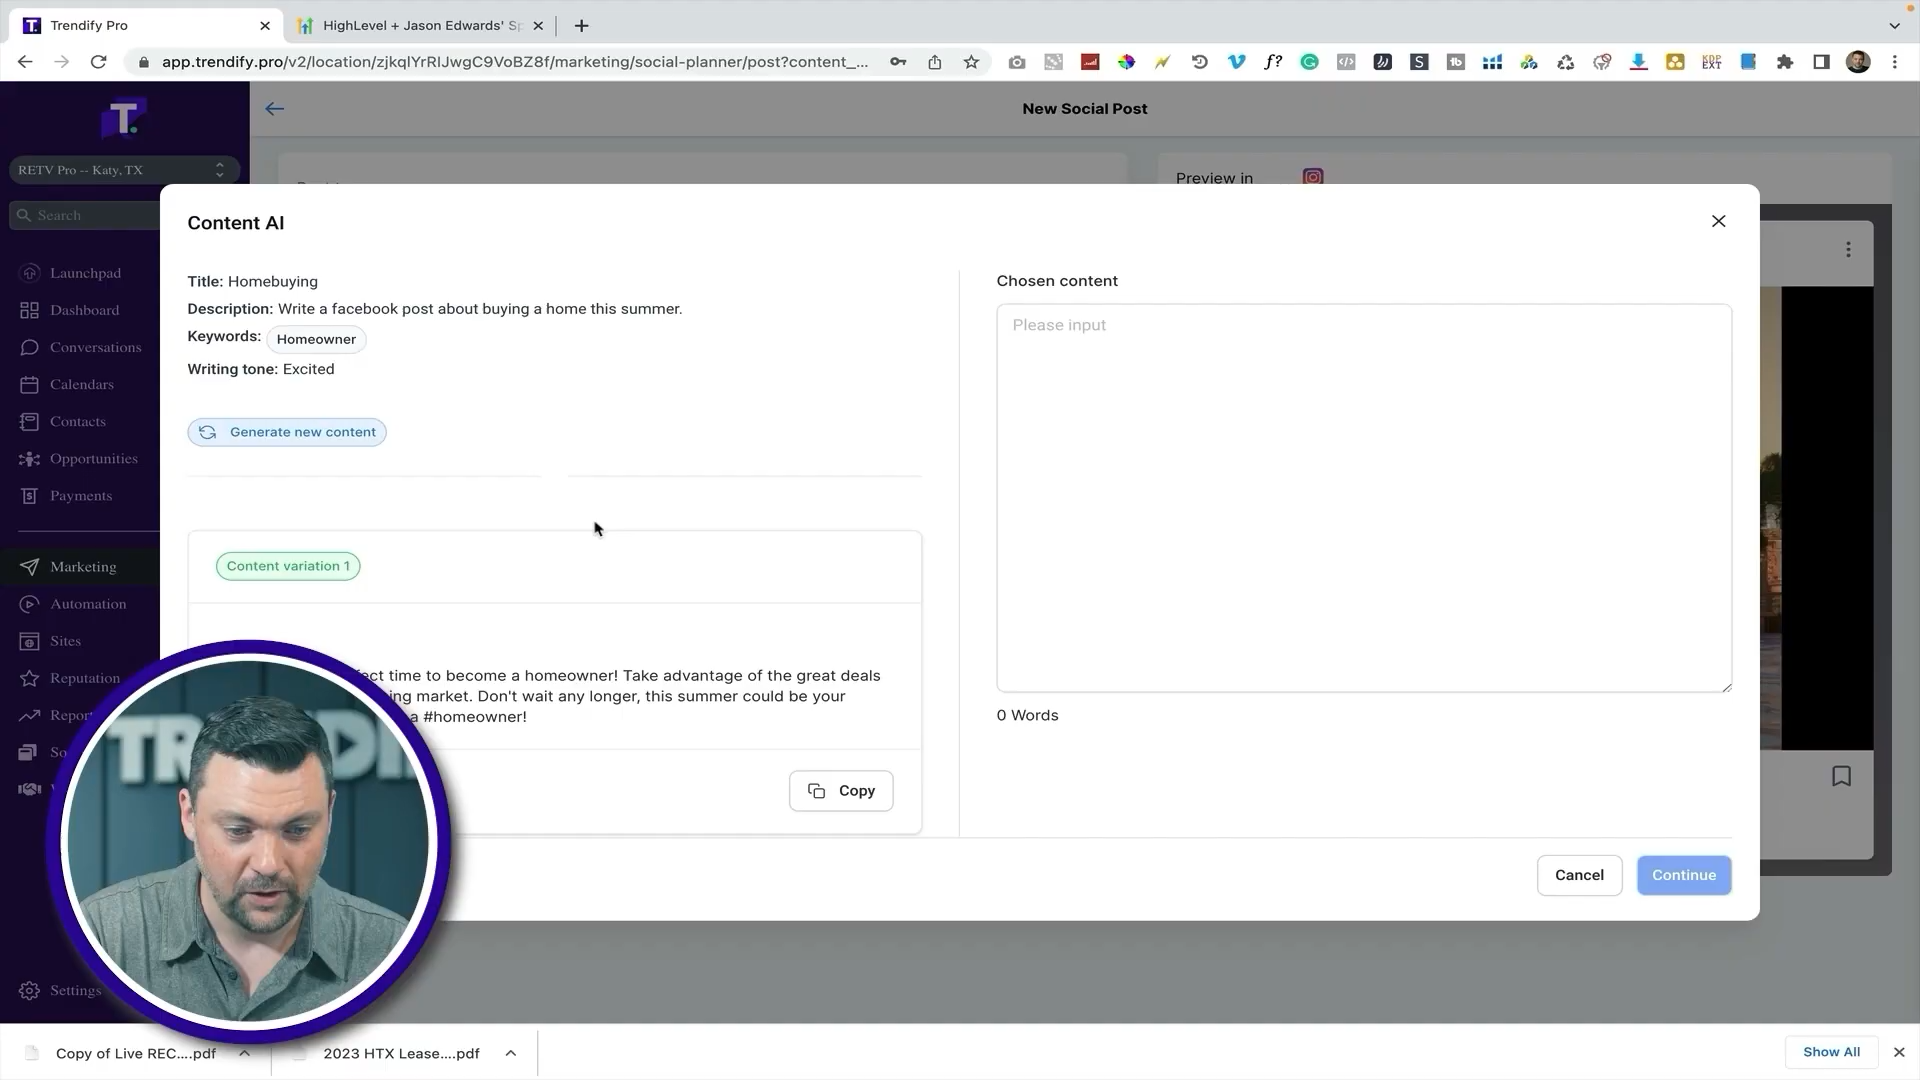 Trendify Pro
HighLevel + Jason Edwards' Sp
app.trendify.pro/v2/location/zjkqlYrRlJwgC9VoBZ8f/marketing/social-planner/post?content_...
T.
New Social Post
RETV Pro -- Katy, TX
Preview in
Search
Content AI
Launchpad
Dashboard
Conversations
Calendars
Contacts
Opportunities
Payments
Marketing
Automation
Sites
Reputation
Report
So
Settings
Title: Homebuying
Description: Write a facebook post about buying a home this summer.
Keywords: Homeowner
Writing tone: Excited
Generate new content
Content variation 1
fect time to become a homeowner! Take advantage of the great deals
ing market. Don't wait any longer, this summer could be your
a #homeowner!
Copy
Chosen content
Please input
0 Words
Cancel
Continue
Copy of Live REC....pdf
2023 HTX Lease....pdf
Show All